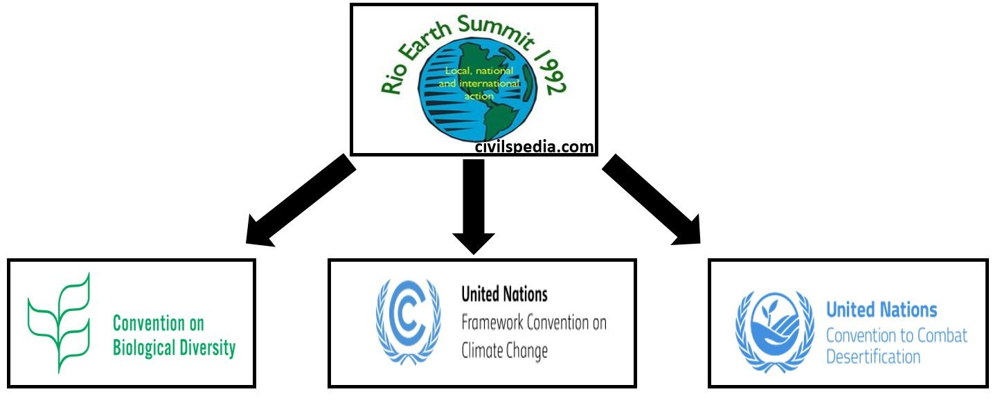 Rio Earth Summit 1992
Local, national
and international
action
civilspedia.com
Convention on
Biological Diversity
United Nations
Framework Convention on
Climate Change
United Nations
Convention to Combat
Desertification